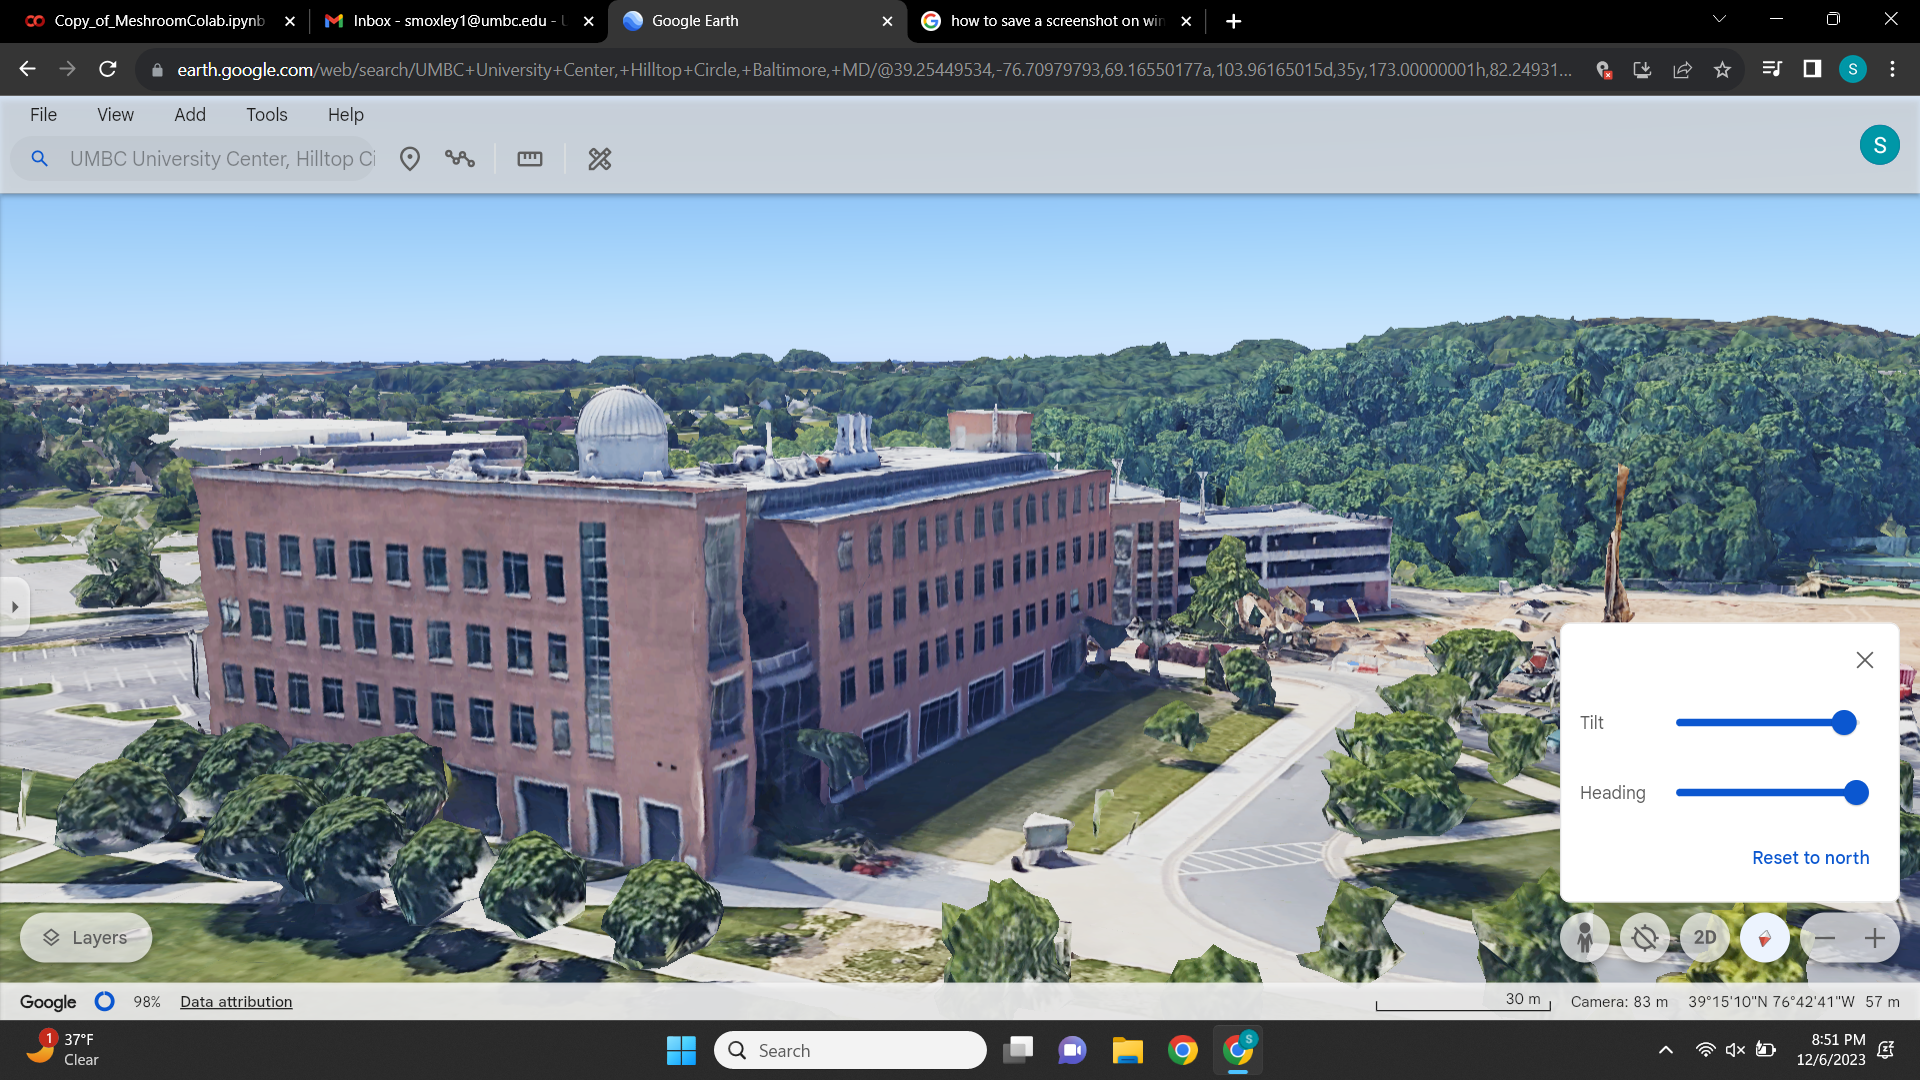 Copy_of_MeshroomColab.ipynb
Inbox - smoxley1@umbc.edu -
Google Earth
how to save a screenshot on win
earth.google.com/web/search/UMBC+University+Center,+Hilltop+Circle,+Baltimore,+MD/@39.25449534,-76.70979793,69.16550177a,103.96165015d,35y,173.00000001h,82.24931...
S
File View Add Tools Help
UMBC University Center, Hilltop Ci
S
Tilt
Heading
Reset to north
Layers
2D
Google 98% Data attribution
30 m Camera: 83 m 39°15'10"N 76°42'41"W 57 m
1
37°F
Clear
Search
S
8:51 PM
12/6/2023